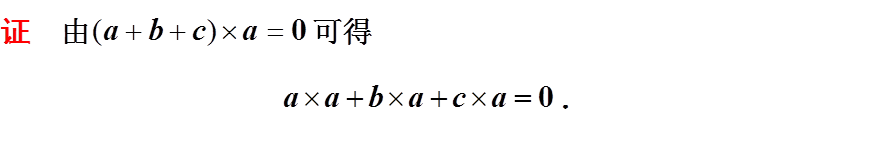 证 由(a + b + c)×a = 0 可得
a×a + b×a + c×a = 0 .